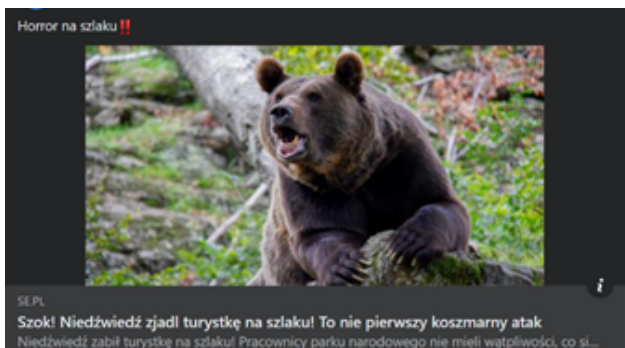 Horror na szlaku‼️
SE.PL
Szok! Niedźwiedź zjadl turystkę na szlaku! To nie pierwszy koszmarny atak
Niedźwiedź zabił turystkę na szlaku! Pracownicy parku narodowego nie mieli wątpliwości, co si...